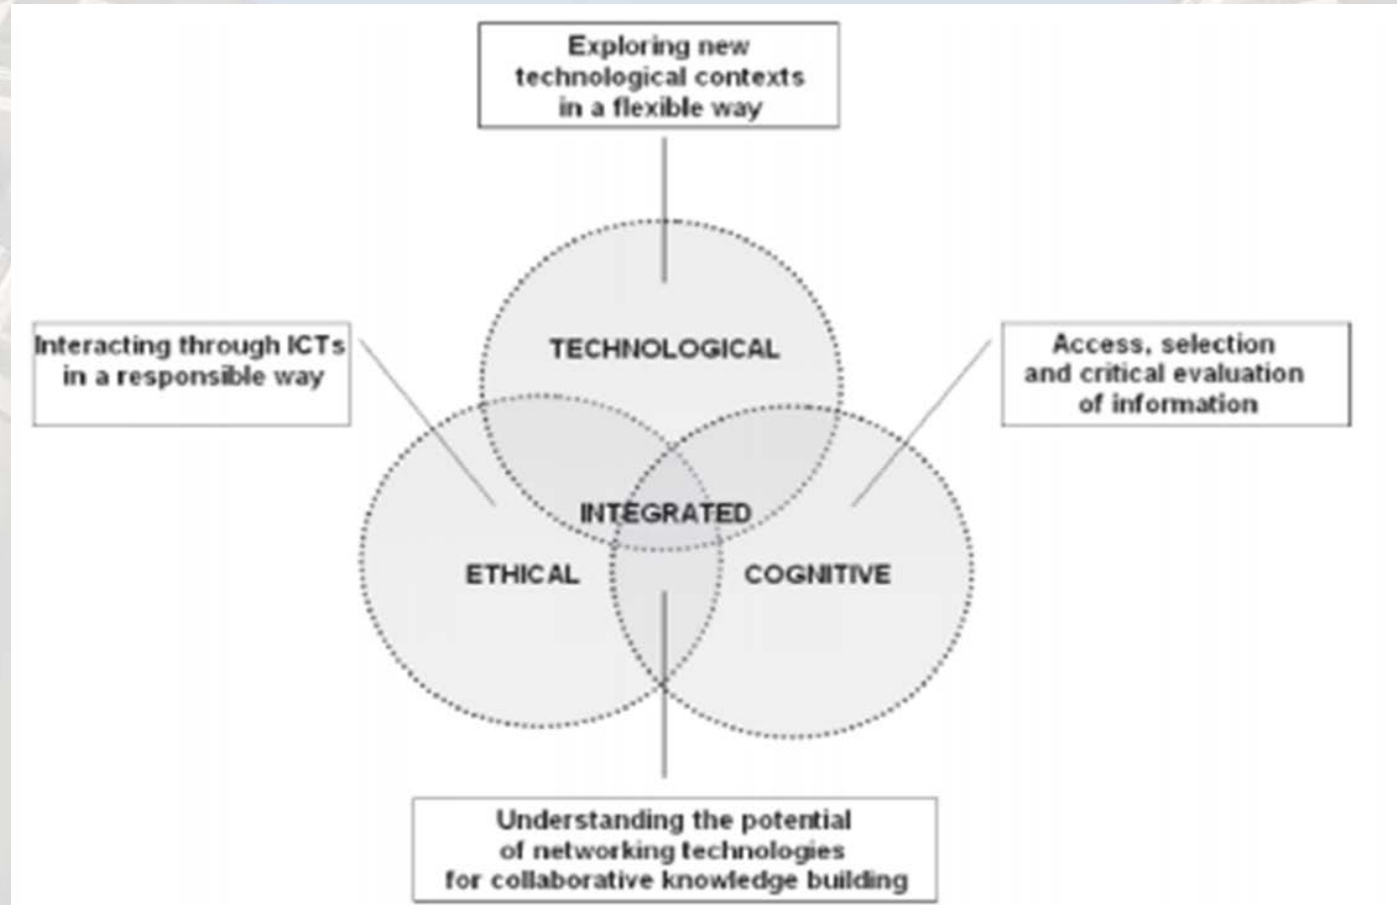 Exploring new
technological contexts
in a flexible way
Interacting through ICTs
in a responsible way
Access, selection
and critical evaluation
of information
TECHNOLOGICAL
INTEGRATED
ETHICAL
COGNITIVE
Understanding the potential
of networking technologies
for collaborative knowledge building